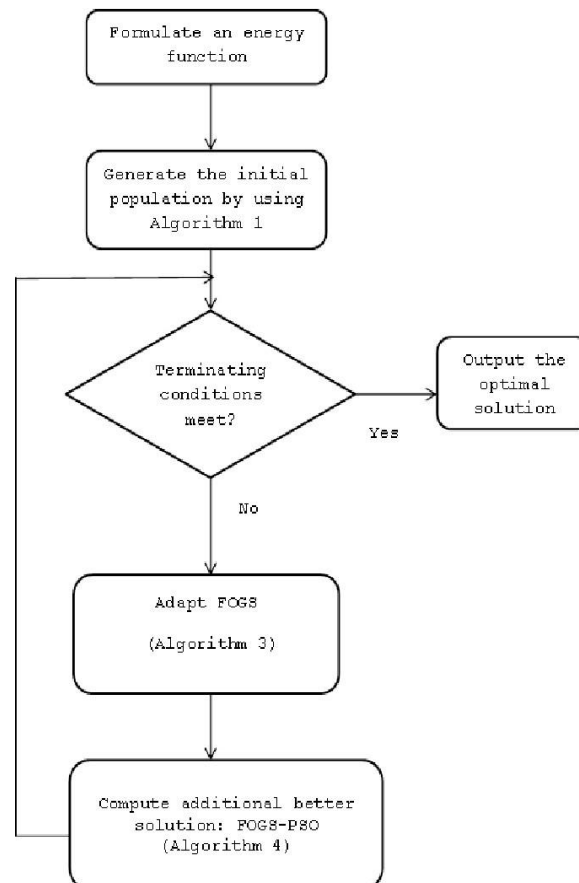 Formulate an energy
function
Generate the initial
population by using
Algorithm 1
Terminating
conditions
meet?
Output the
optimal
solution
Yes
No
Adapt FOGS
(Algorithm 3)
Compute additional better
solution: FOGS-PSO
(Algorithm 4)